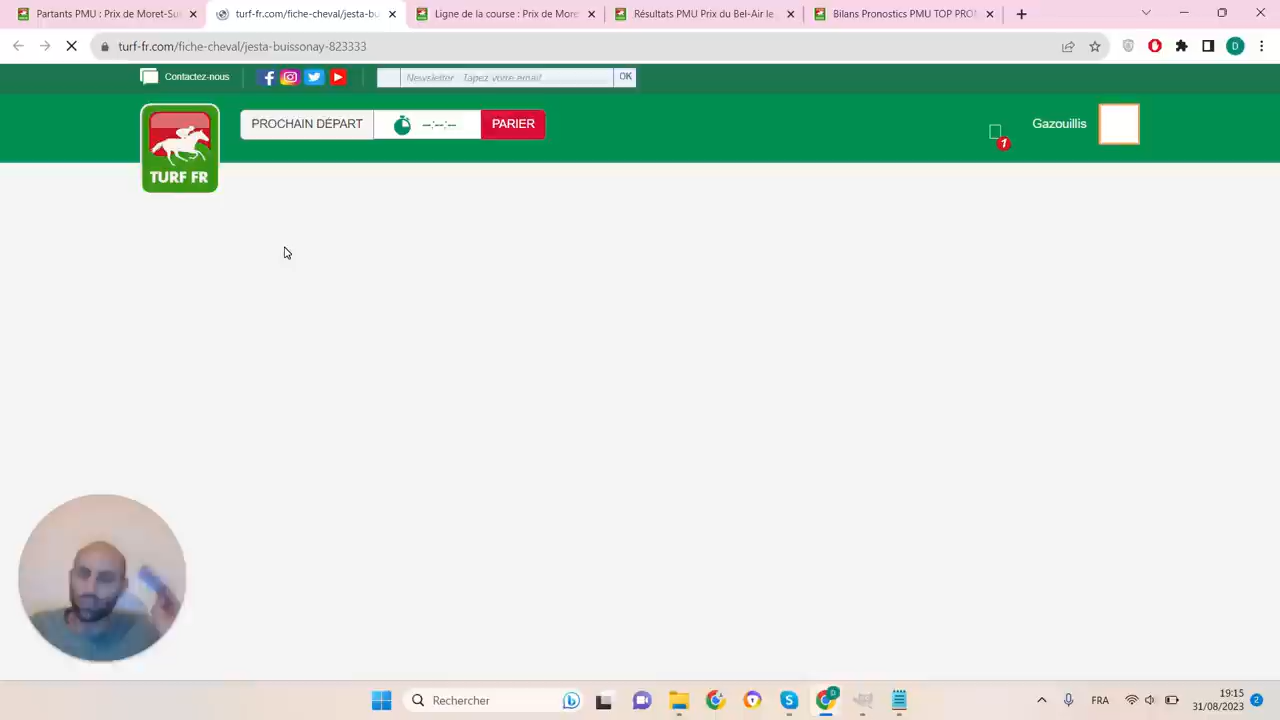 Partants PMU : Prix de Moret-Su
turf-fr.com/fiche-cheval/jesta-bu
Ligne de la course : Prix de More
Résultats PMU Prix du Bel-Air le
Bilans Pronostics PMU TOP PRO
turf-fr.com/fiche-cheval/jesta-buissonay-823333
D
Contactez-nous
Newsletter Tapez votre email
OK
PROCHAIN DÉPART
--:--:--
PARIER
1
Gazouillis
TURF FR
Rechercher
FRA
19:15
31/08/2023
2